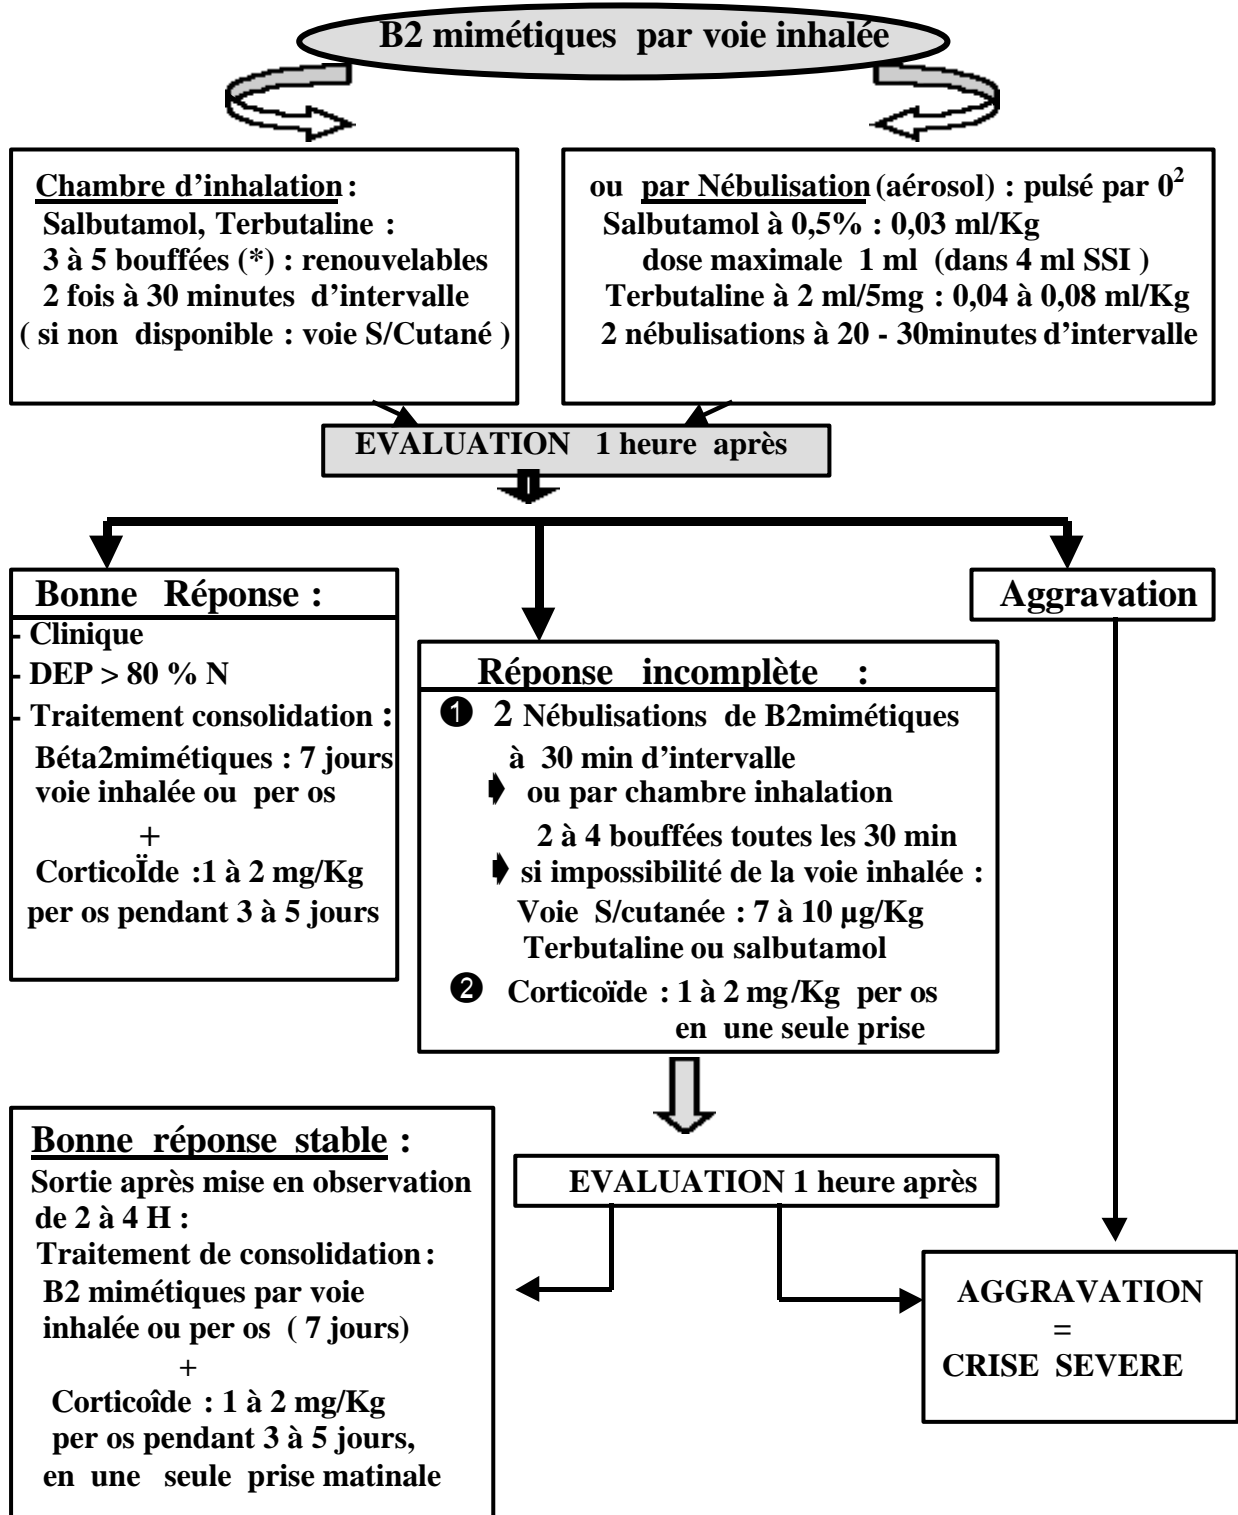 B2 mimétiques par voie inhalée
Chambre d’inhalation :
Salbutamol, Terbutaline :
3 à 5 bouffées (*) : renouvelables
2 fois à 30 minutes d’intervalle
( si non disponible : voie S/Cutané )
ou par Nébulisation (aérosol) : pulsé par 0²
Salbutamol à 0,5% : 0,03 ml/Kg
dose maximale 1 ml (dans 4 ml SSI )
Terbutaline à 2 ml/5mg : 0,04 à 0,08 ml/Kg
2 nébulisations à 20 - 30minutes d’intervalle
EVALUATION 1 heure après
Bonne Réponse :
- Clinique
- DEP > 80 % N
- Traitement consolidation :
Béta2mimétiques : 7 jours
voie inhalée ou per os
+
CorticoÏde :1 à 2 mg/Kg
per os pendant 3 à 5 jours
Réponse incomplète :
❶ 2 Nébulisations de B2mimétiques
à 30 min d’intervalle
ou par chambre inhalation
2 à 4 bouffées toutes les 30 min
si impossibilité de la voie inhalée :
Voie S/cutanée : 7 à 10 µg/Kg
Terbutaline ou salbutamol
❷ Corticoïde : 1 à 2 mg/Kg per os
en une seule prise
Aggravation
EVALUATION 1 heure après
Bonne réponse stable :
Sortie après mise en observation
de 2 à 4 H :
Traitement de consolidation :
B2 mimétiques par voie
inhalée ou per os ( 7 jours)
+
Corticoîde : 1 à 2 mg/Kg
per os pendant 3 à 5 jours,
en une seule prise matinale
AGGRAVATION
=
CRISE SEVERE